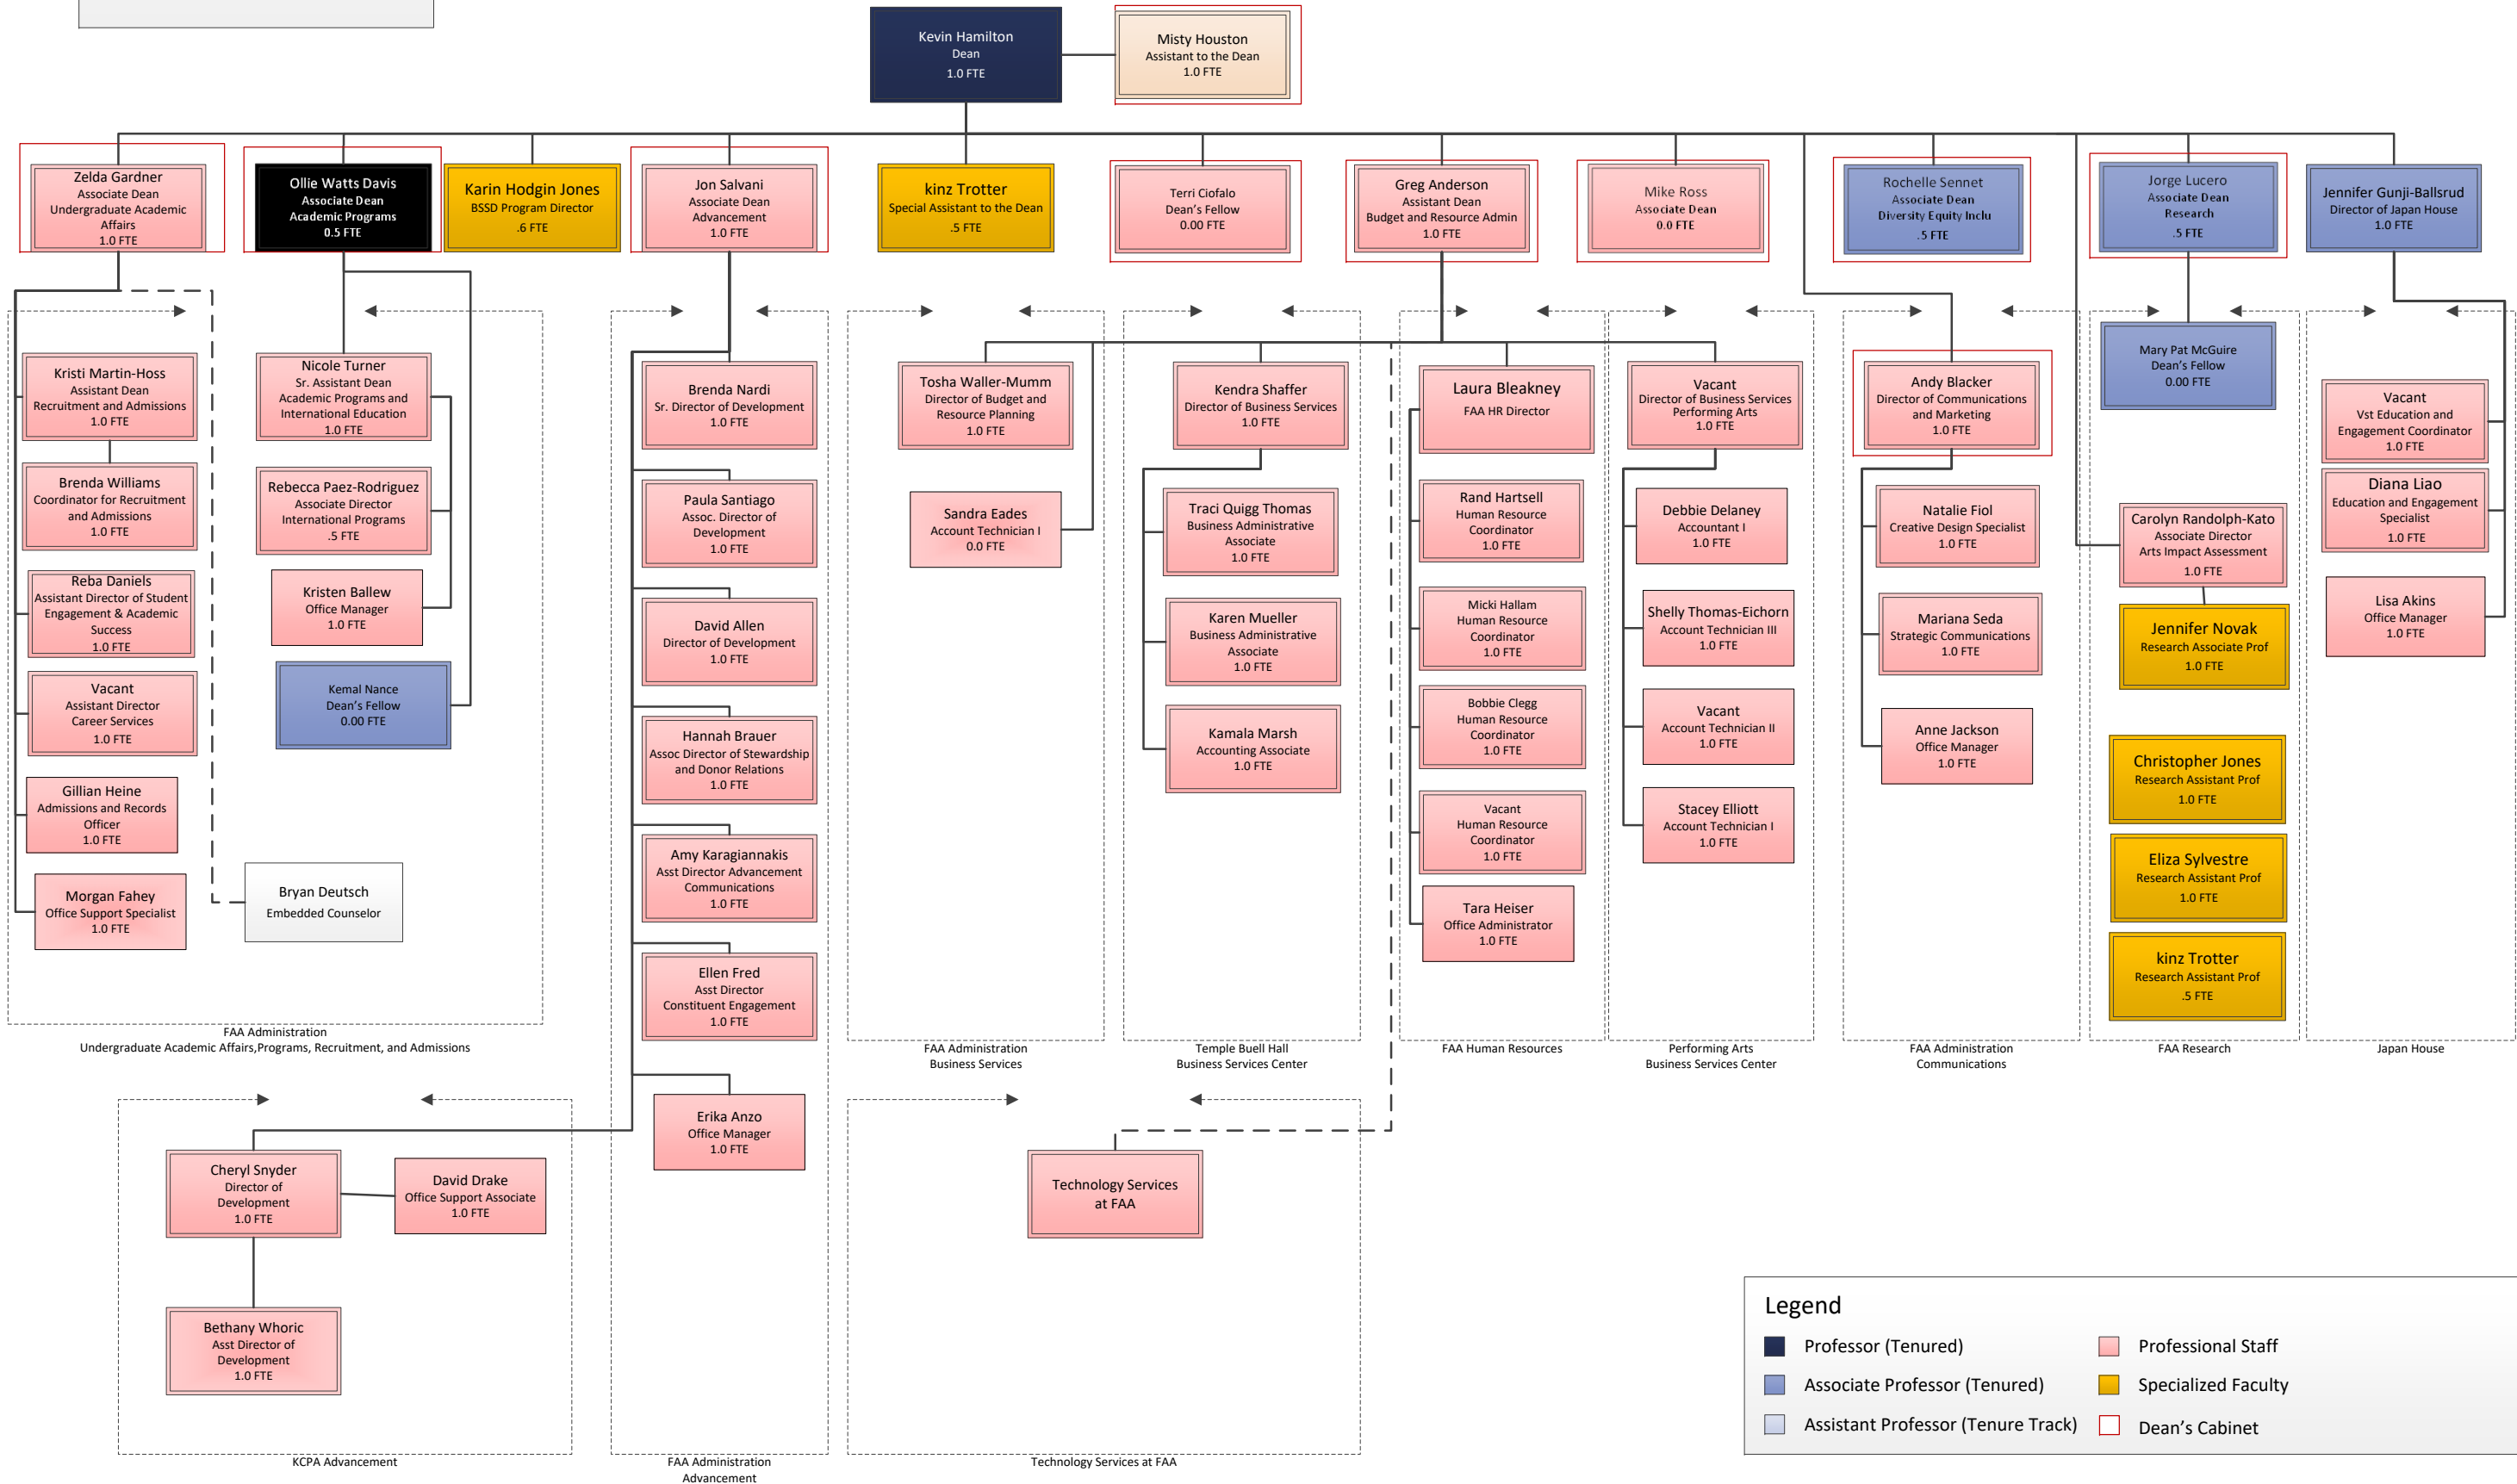 Kevin Hamilton
Dean
1.0 FTE
Misty Houston
Assistant to the Dean
1.0 FTE
Zelda Gardner
Associate Dean
Undergraduate Academic
Affairs
1.0 FTE
Ollie Watts Davis
Associate Dean
Academic Programs
0.5 FTE
Karin Hodgin Jones
BSSD Program Director
.6 FTE
Jon Salvani
Associate Dean
Advancement
1.0 FTE
kinz Trotter
Special Assistant to the Dean
.5 FTE
Terri Ciofalo
Dean's Fellow
0.00 FTE
Greg Anderson
Assistant Dean
Budget and Resource Admin
1.0 FTE
Mike Ross
Associate Dean
0.0 FTE
Rochelle Sennet
Associate Dean
Diversity Equity Inclu
.5 FTE
Jorge Lucero
Associate Dean
Research
.5 FTE
Jennifer Gunji-Ballsrud
Director of Japan House
1.0 FTE
Kristi Martin-Hoss
Assistant Dean
Recruitment and Admissions
1.0 FTE
Brenda Williams
Coordinator for Recruitment
and Admissions
1.0 FTE
Reba Daniels
Assistant Director of Student
Engagement & Academic
Success
1.0 FTE
Vacant
Assistant Director
Career Services
1.0 FTE
Gillian Heine
Admissions and Records
Officer
1.0 FTE
Morgan Fahey
Office Support Specialist
1.0 FTE
Nicole Turner
Sr. Assistant Dean
Academic Programs and
International Education
1.0 FTE
Rebecca Paez-Rodriguez
Associate Director
International Programs
.5 FTE
Kristen Ballew
Office Manager
1.0 FTE
Kemal Nance
Dean's Fellow
0.00 FTE
Bryan Deutsch
Embedded Counselor
FAA Administration
Undergraduate Academic Affairs,Programs, Recruitment, and Admissions
Brenda Nardi
Sr. Director of Development
1.0 FTE
Paula Santiago
Assoc. Director of
Development
1.0 FTE
David Allen
Director of Development
1.0 FTE
Hannah Brauer
Assoc Director of Stewardship
and Donor Relations
1.0 FTE
Amy Karagiannakis
Asst Director Advancement
Communications
1.0 FTE
Ellen Fred
Asst Director
Constituent Engagement
1.0 FTE
Erika Anzo
Office Manager
1.0 FTE
FAA Administration
Advancement
Tosha Waller-Mumm
Director of Budget and
Resource Planning
1.0 FTE
Sandra Eades
Account Technician I
0.0 FTE
FAA Administration
Business Services
Kendra Shaffer
Director of Business Services
1.0 FTE
Traci Quigg Thomas
Business Administrative
Associate
1.0 FTE
Karen Mueller
Business Administrative
Associate
1.0 FTE
Kamala Marsh
Accounting Associate
1.0 FTE
Temple Buell Hall
Business Services Center
Laura Bleakney
FAA HR Director
Rand Hartsell
Human Resource
Coordinator
1.0 FTE
Micki Hallam
Human Resource
Coordinator
1.0 FTE
Bobbie Clegg
Human Resource
Coordinator
1.0 FTE
Vacant
Human Resource
Coordinator
1.0 FTE
Tara Heiser
Office Administrator
1.0 FTE
FAA Human Resources
Vacant
Director of Business Services
Performing Arts
1.0 FTE
Debbie Delaney
Accountant I
1.0 FTE
Shelly Thomas-Eichorn
Account Technician III
1.0 FTE
Vacant
Account Technician II
1.0 FTE
Stacey Elliott
Account Technician I
1.0 FTE
Performing Arts
Business Services Center
Andy Blacker
Director of Communications
and Marketing
1.0 FTE
Natalie Fiol
Creative Design Specialist
1.0 FTE
Mariana Seda
Strategic Communications
1.0 FTE
Anne Jackson
Office Manager
1.0 FTE
FAA Administration
Communications
Mary Pat McGuire
Dean's Fellow
0.00 FTE
Carolyn Randolph-Kato
Associate Director
Arts Impact Assessment
1.0 FTE
Jennifer Novak
Research Associate Prof
1.0 FTE
Christopher Jones
Research Assistant Prof
1.0 FTE
Eliza Sylvestre
Research Assistant Prof
1.0 FTE
kinz Trotter
Research Assistant Prof
.5 FTE
FAA Research
Vacant
Vst Education and
Engagement Coordinator
1.0 FTE
Diana Liao
Education and Engagement
Specialist
1.0 FTE
Lisa Akins
Office Manager
1.0 FTE
Japan House
Cheryl Snyder
Director of
Development
1.0 FTE
David Drake
Office Support Associate
1.0 FTE
Bethany Whoric
Asst Director of
Development
1.0 FTE
KCPA Advancement
Technology Services
at FAA
Technology Services at FAA
Legend
Professor (Tenured)
Associate Professor (Tenured)
Assistant Professor (Tenure Track)
Professional Staff
Specialized Faculty
Dean's Cabinet